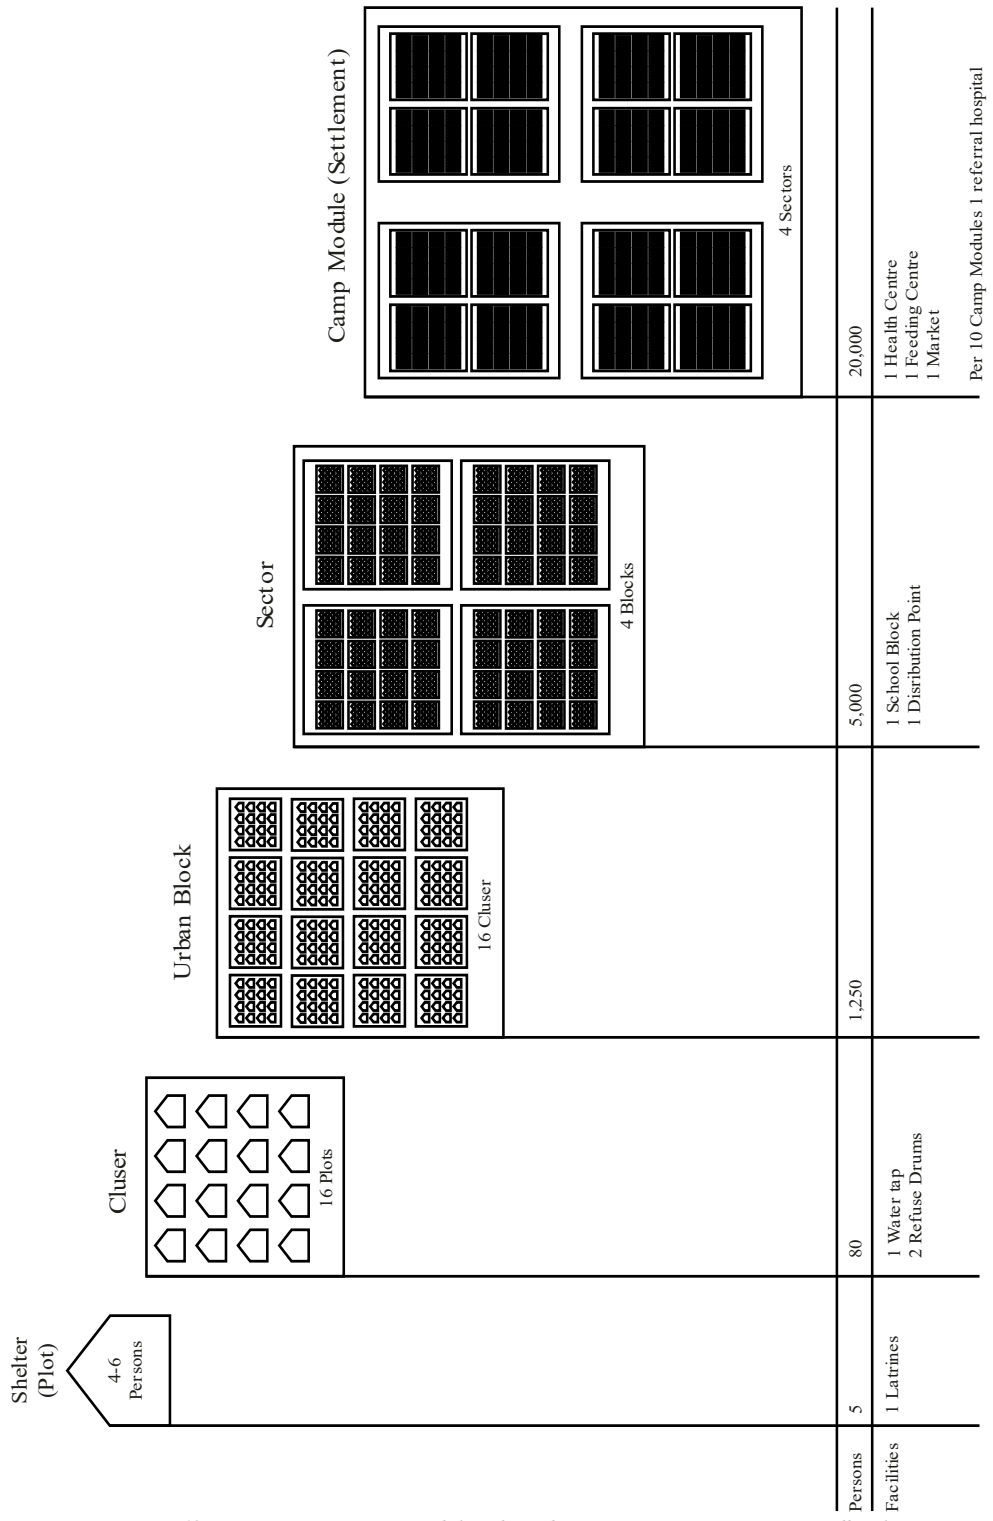 Shelter
(Plot)
4-6
Persons
Cluser
16 Plots
Urban Block
16 Cluser
Sector
4 Blocks
Camp Module (Settlement)
4 Sectors
Persons
5
80
1,250
5,000
20,000
Facilities
1 Latrines
1 Water tap
2 Refuse Drums
1 School Block
1 Disribution Point
1 Health Centre
1 Feeding Centre
1 Market
Per 10 Camp Modules 1 referral hospital